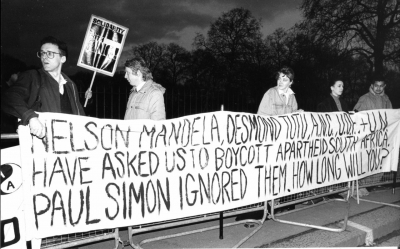 SOLIDARITY
NELSON MANDELA, DESMOND TUTU, A.N.C., U.D.F., A.L.N.
HAVE ASKED US TO BOYCOTT APARTHEID SOUTH AFRICA.
PAUL SIMON IGNORED THEM. HOW LONG WILL YOU?